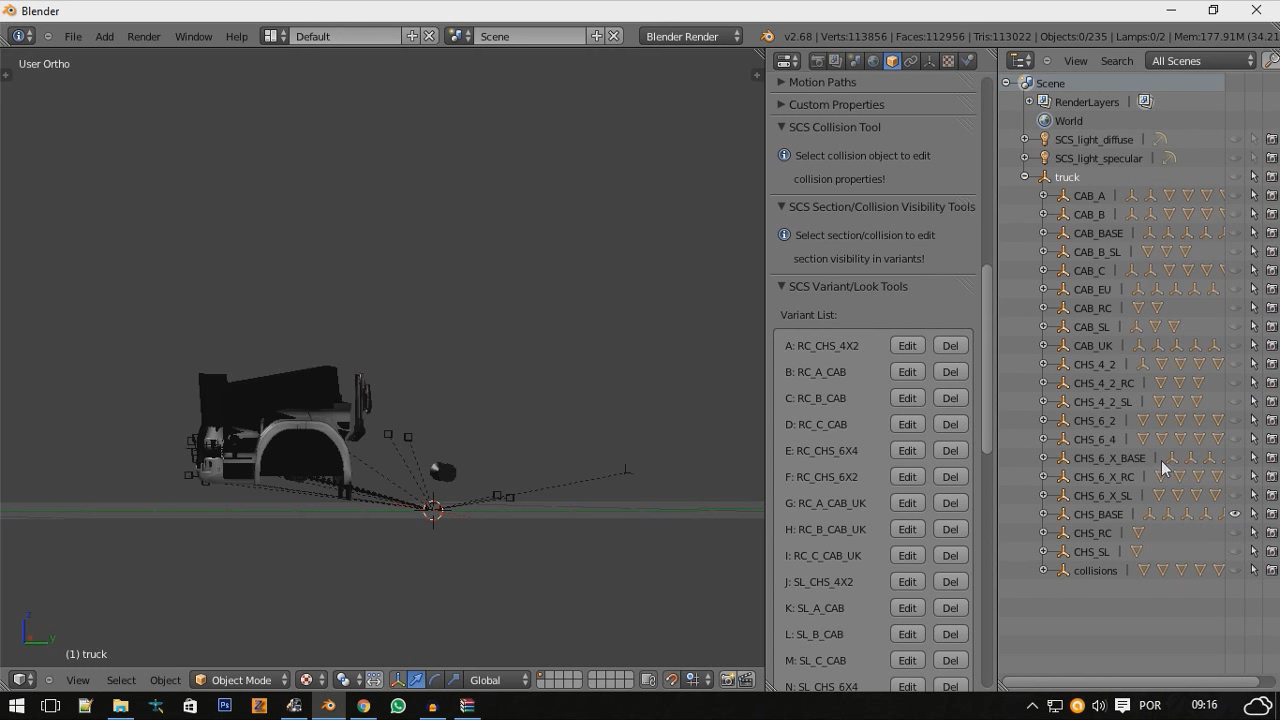 Blender
File Add Render Window Help Default Scene Blender Render v2.68 | Verts:113856 | Faces:112956 | Tris:113022 | Objects:0/235 | Lamps:0/2 | Mem:177.91M (34.21
User Ortho
View Search All Scenes
Motion Paths
Custom Properties
SCS Collision Tool
Select collision object to edit
collision properties!
SCS Section/Collision Visibility Tools
Select section/collision to edit
section visibility in variants!
SCS Variant/Look Tools
Variant List:
A: RC_CHS_4X2 Edit Del
B: RC_A_CAB Edit Del
C: RC_B_CAB Edit Del
D: RC_C_CAB Edit Del
E: RC_CHS_6X4 Edit Del
F: RC_CHS_6X2 Edit Del
G: RC_A_CAB_UK Edit Del
H: RC_B_CAB_UK Edit Del
I: RC_C_CAB_UK Edit Del
J: SL_CHS_4X2 Edit Del
K: SL_A_CAB Edit Del
L: SL_B_CAB Edit Del
M: SL_C_CAB Edit Del
N: SL_CHS_6X4 Edit Del
Scene
RenderLayers |
World
SCS_light_diffuse |
SCS_light_specular |
truck
CAB_A |
CAB_B |
CAB_BASE |
CAB_B_SL |
CAB_C |
CAB_EU |
CAB_RC |
CAB_SL |
CAB_UK |
CHS_4_2 |
CHS_4_2_RC |
CHS_4_2_SL |
CHS_6_2 |
CHS_6_4 |
CHS_6_X_BASE |
CHS_6_X_RC |
CHS_6_X_SL |
CHS_BASE |
CHS_RC |
CHS_SL |
collisions |
z
y
(1) truck
View Select Object Object Mode Global
Ps POR 09:16